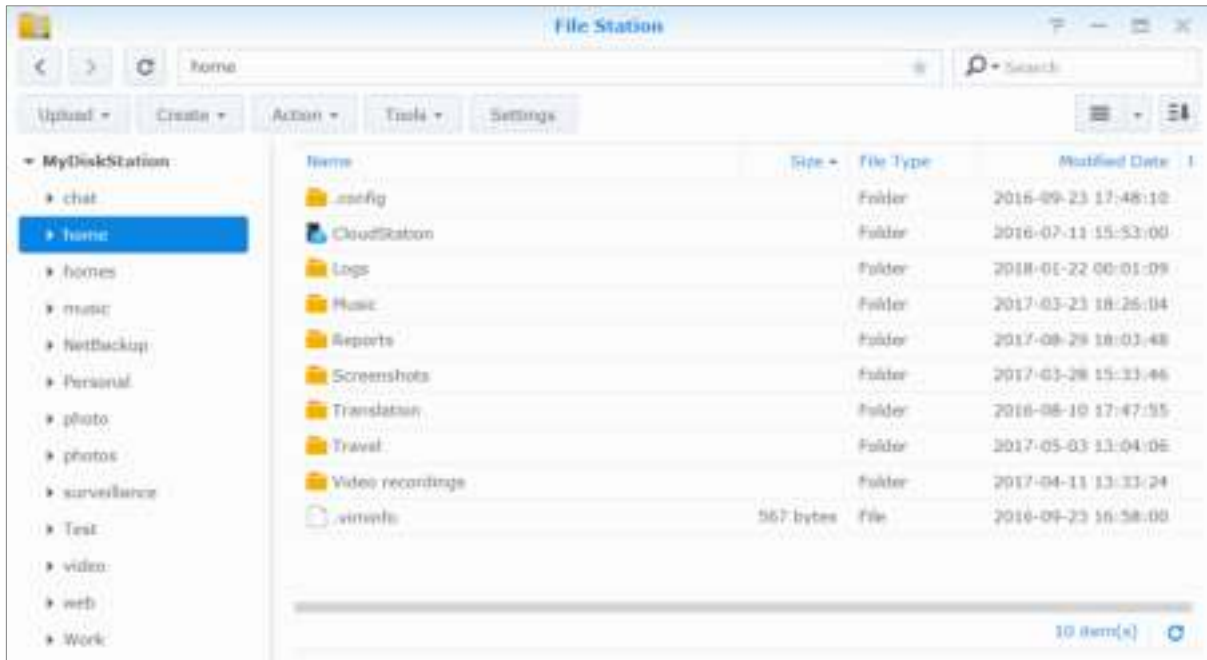 File Station
home
Search
Upload Create Action Tools Settings
MyDiskStation
chat
home
homes
music
NetBackup
Personal
photo
photos
surveillance
Test
video
web
Work
Name Size File Type Modified Date
.config Folder 2016-09-23 17:48:10
CloudStation Folder 2016-07-11 15:53:00
Logs Folder 2018-01-22 00:01:09
Music Folder 2017-03-23 18:26:04
Reports Folder 2017-08-29 18:03:48
Screenshots Folder 2017-03-28 15:33:46
Translation Folder 2016-08-10 17:47:55
Travel Folder 2017-05-03 13:04:06
Video recordings Folder 2017-04-11 13:33:24
.viminfo 567 bytes File 2016-09-23 16:58:00
10 item(s)